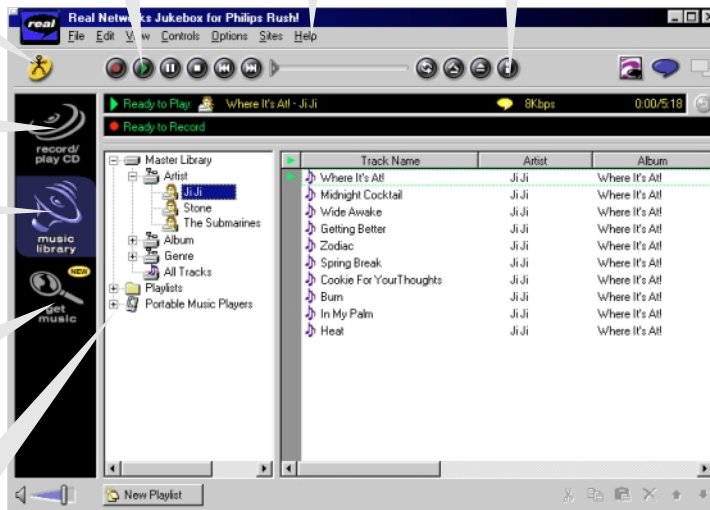 real
Real Networks Jukebox for Philips Rush!
File Edit View Controls Options Sites Help
Ready to Play: Where It's At! - Ji Ji 8Kbps 0:00/5:18
Ready to Record
record/
play CD
music
library
NEW
get
music
Master Library
Artist
Ji Ji
Stone
The Submarines
Album
Genre
All Tracks
Playlists
Portable Music Players
Track Name Artist Album
Where It's At! Ji Ji Where It's At!
Midnight Cocktail Ji Ji Where It's At!
Wide Awake Ji Ji Where It's At!
Getting Better Ji Ji Where It's At!
Zodiac Ji Ji Where It's At!
Spring Break Ji Ji Where It's At!
Cookie For YourThoughts Ji Ji Where It's At!
Burn Ji Ji Where It's At!
In My Palm Ji Ji Where It's At!
Heat Ji Ji Where It's At!
New Playlist